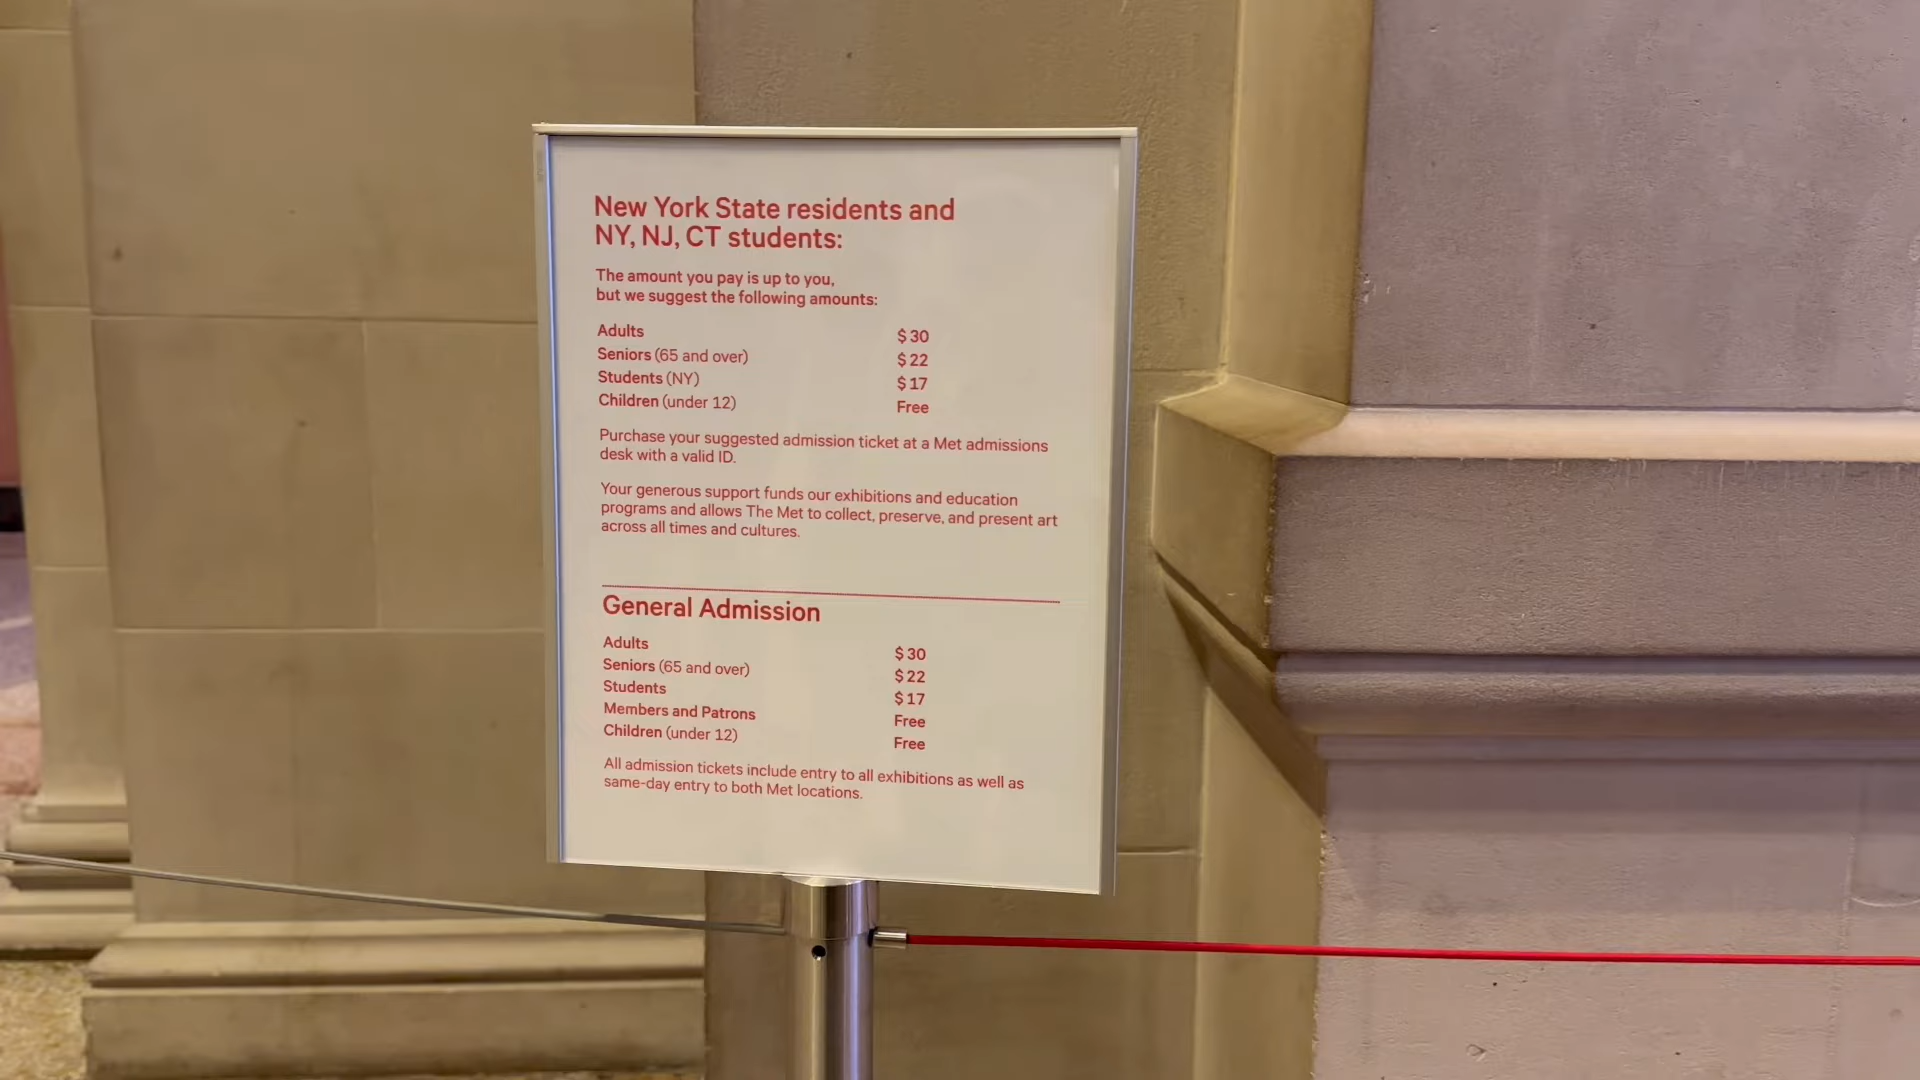 New York State residents and
NY, NJ, CT students:
The amount you pay is up to you,
but we suggest the following amounts:
Adults $30
Seniors (65 and over) $22
Students (NY) $17
Children (under 12) Free
Purchase your suggested admission ticket at a Met admissions
desk with a valid ID.
Your generous support funds our exhibitions and education
programs and allows The Met to collect, preserve, and present art
across all times and cultures.
General Admission
Adults $30
Seniors (65 and over) $22
Students $17
Members and Patrons Free
Children (under 12) Free
All admission tickets include entry to all exhibitions as well as
same-day entry to both Met locations.